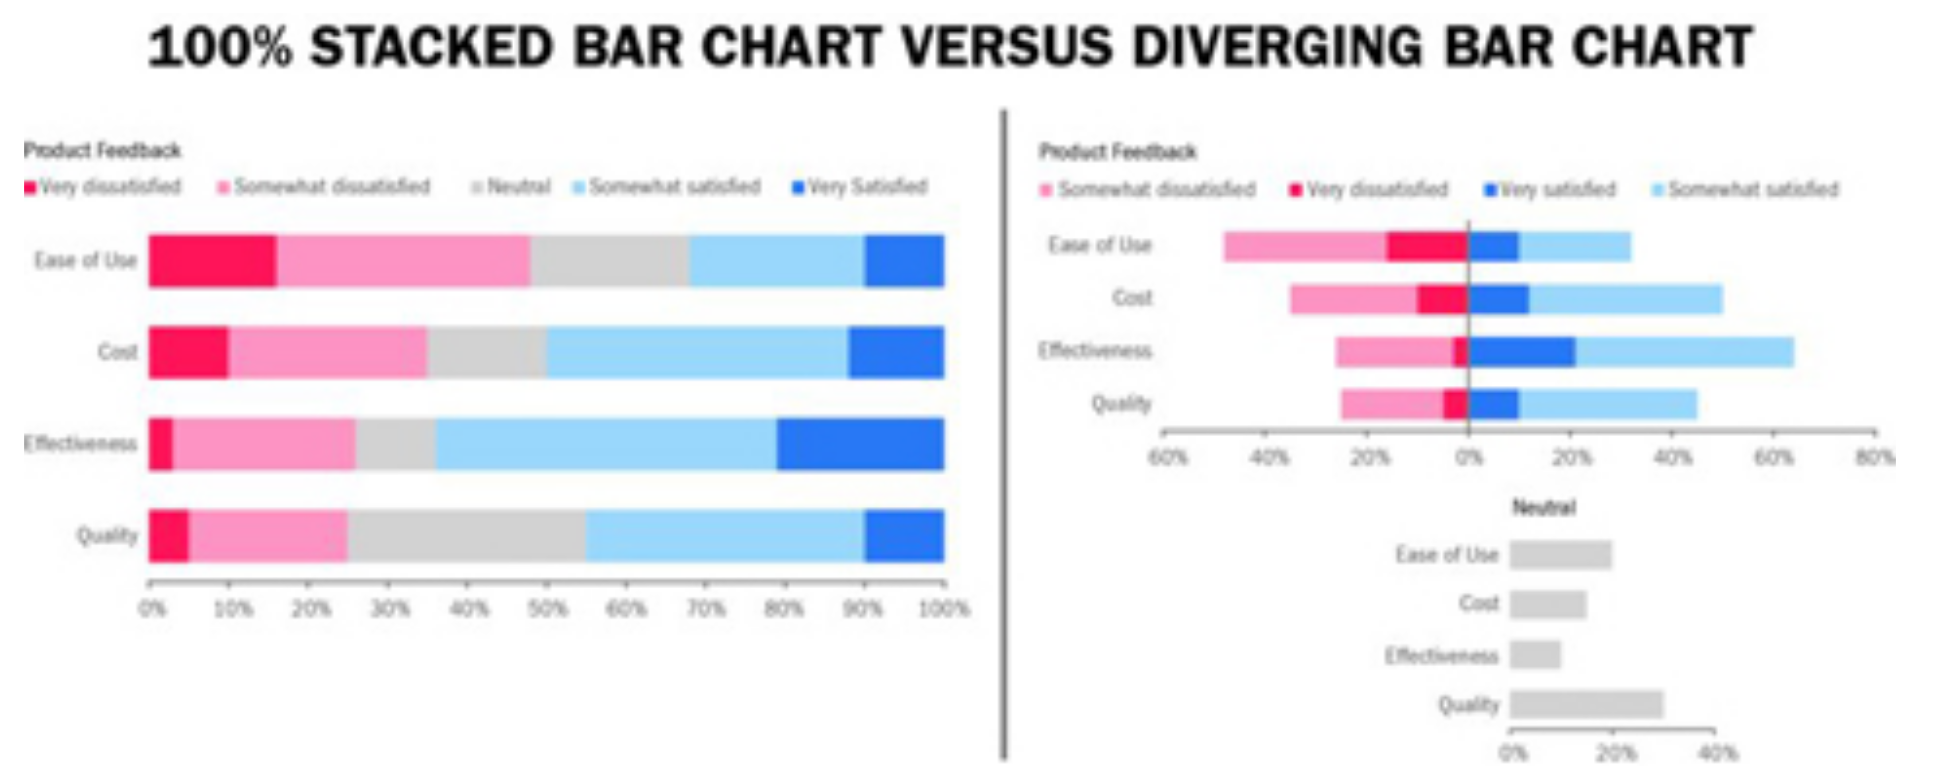 100% STACKED BAR CHART VERSUS DIVERGING BAR CHART
Product Feedback
Very dissatisfied Somewhat dissatisfied Neutral Somewhat satisfied Very Satisfied
Ease of Use
Cost
Effectiveness
Quality
0% 10% 20% 30% 40% 50% 60% 70% 80% 90% 100%
Product Feedback
Somewhat dissatisfied Very dissatisfied Very satisfied Somewhat satisfied
Ease of Use
Cost
Effectiveness
Quality
60% 40% 20% 0% 20% 40% 60% 80%
Neutral
Ease of Use
Cost
Effectiveness
Quality
0% 20% 40%